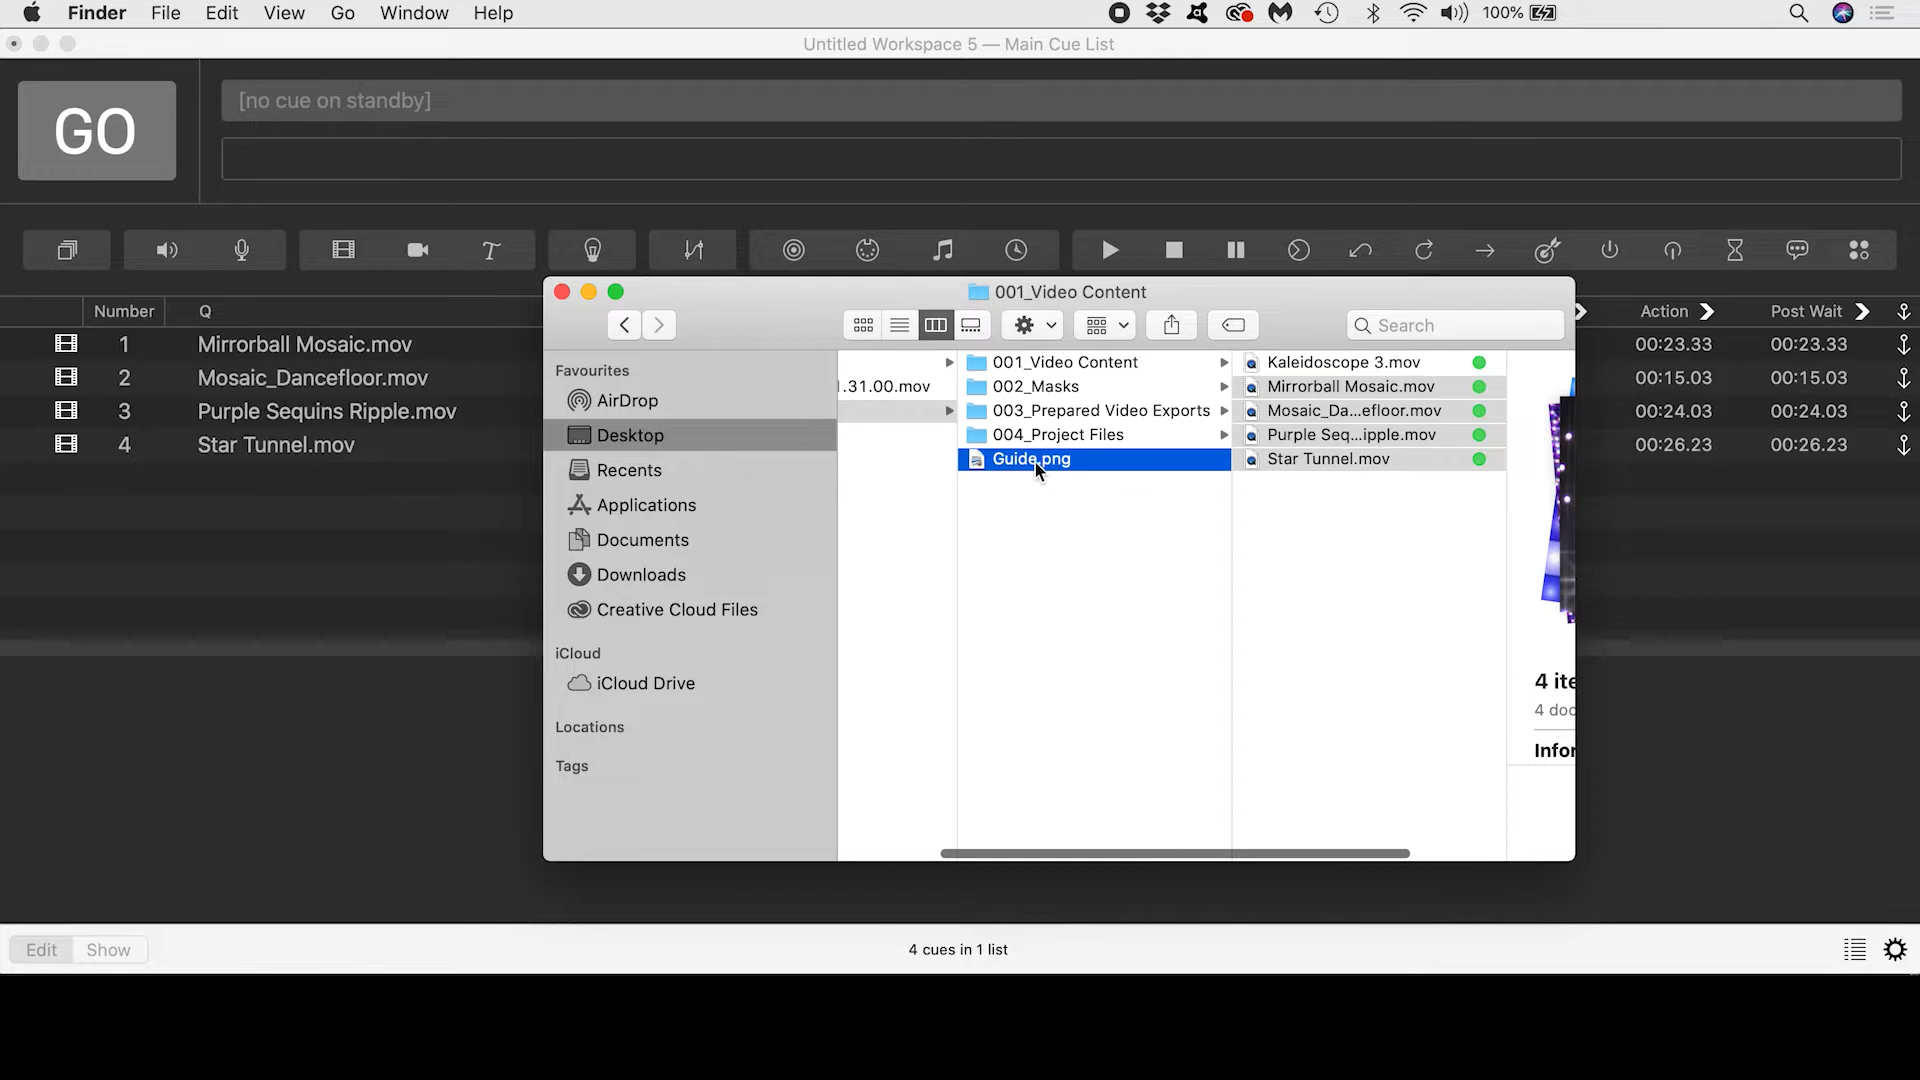 Finder File Edit View Go Window Help 100%
Untitled Workspace 5 — Main Cue List
GO
[no cue on standby]
Number Q Action Post Wait
1 Mirrorball Mosaic.mov 00:23.33 00:23.33
2 Mosaic_Dancefloor.mov 00:15.03 00:15.03
3 Purple Sequins Ripple.mov 00:24.03 00:24.03
4 Star Tunnel.mov 00:26.23 00:26.23
001_Video Content
Search
Favourites
AirDrop
Desktop
Recents
Applications
Documents
Downloads
Creative Cloud Files
iCloud
iCloud Drive
Locations
Tags
.31.00.mov
001_Video Content
002_Masks
003_Prepared Video Exports
004_Project Files
Guide.png
Kaleidoscope 3.mov
Mirrorball Mosaic.mov
Mosaic_Da...efloor.mov
Purple Seq...ipple.mov
Star Tunnel.mov
4 ite
4 doc
Infor
Edit Show 4 cues in 1 list